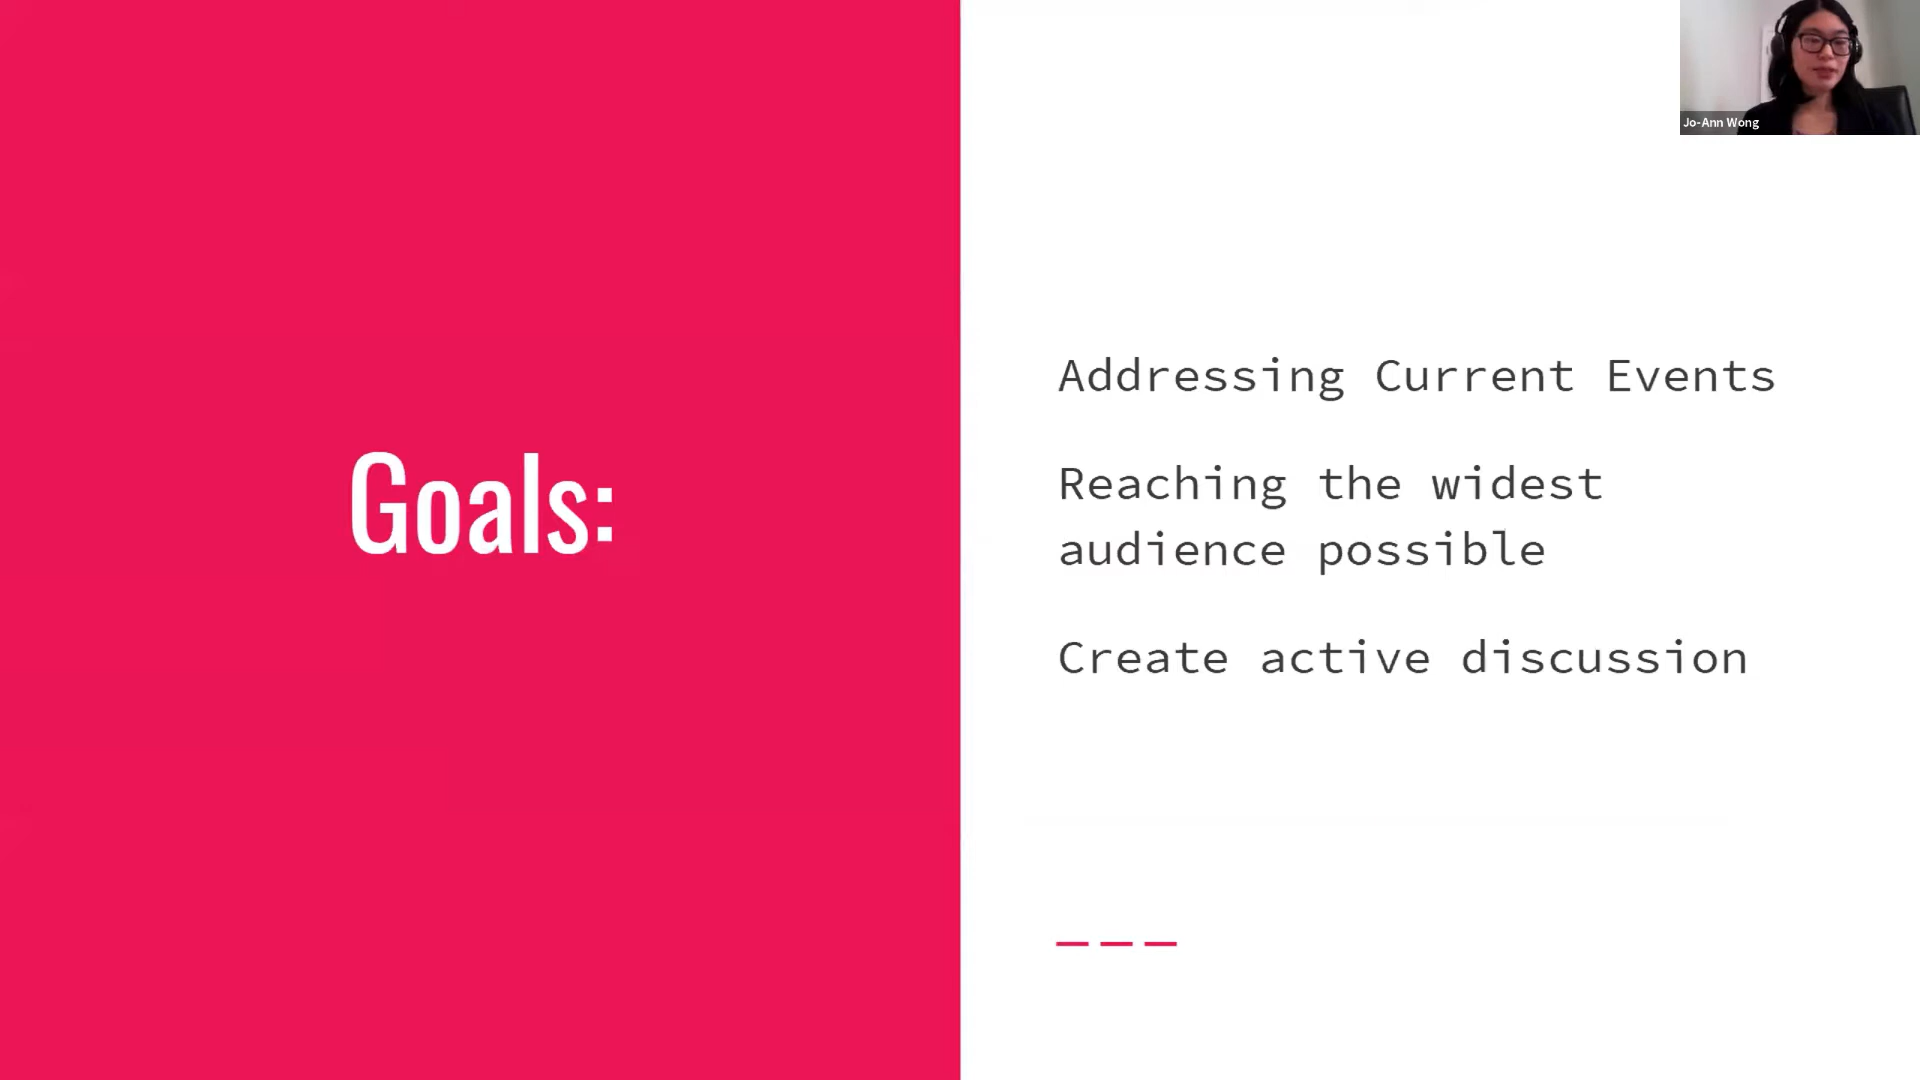 Jo-Ann Wong
Goals:
Addressing Current Events
Reaching the widest
audience possible
Create active discussion